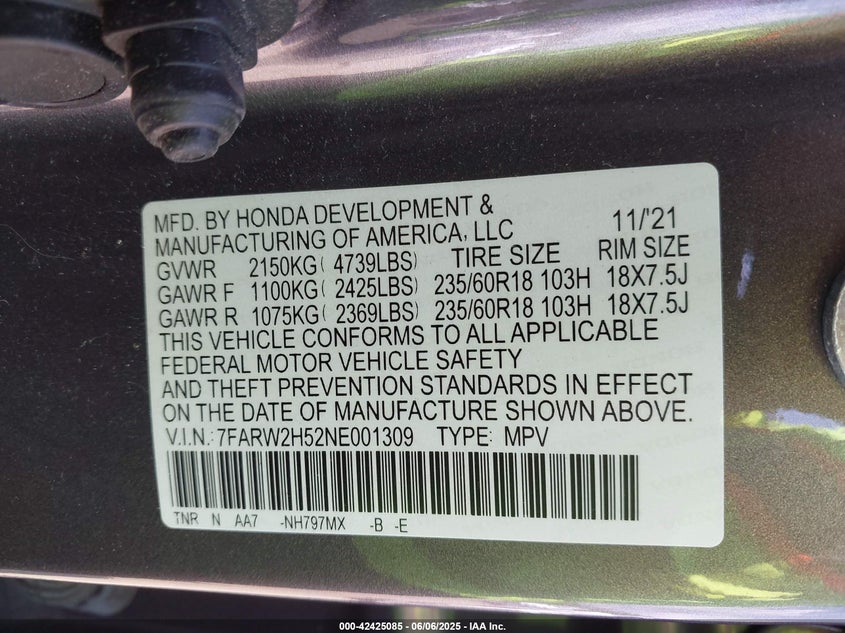 MFD. BY HONDA DEVELOPMENT & 11/'21
MANUFACTURING OF AMERICA, LLC
GVWR 2150KG( 4739LBS) TIRE SIZE RIM SIZE
GAWR F 1100KG( 2425LBS) 235/60R18 103H 18X7.5J
GAWR R 1075KG( 2369LBS) 235/60R18 103H 18X7.5J
THIS VEHICLE CONFORMS TO ALL APPLICABLE
FEDERAL MOTOR VEHICLE SAFETY
AND THEFT PREVENTION STANDARDS IN EFFECT
ON THE DATE OF MANUFACTURE SHOWN ABOVE.
V.I.N.: 7FARW2H52NE001309 TYPE: MPV
TNR N AA7 -NH797MX -B -E
000-42425085 - 06/06/2025 - IAA Inc.